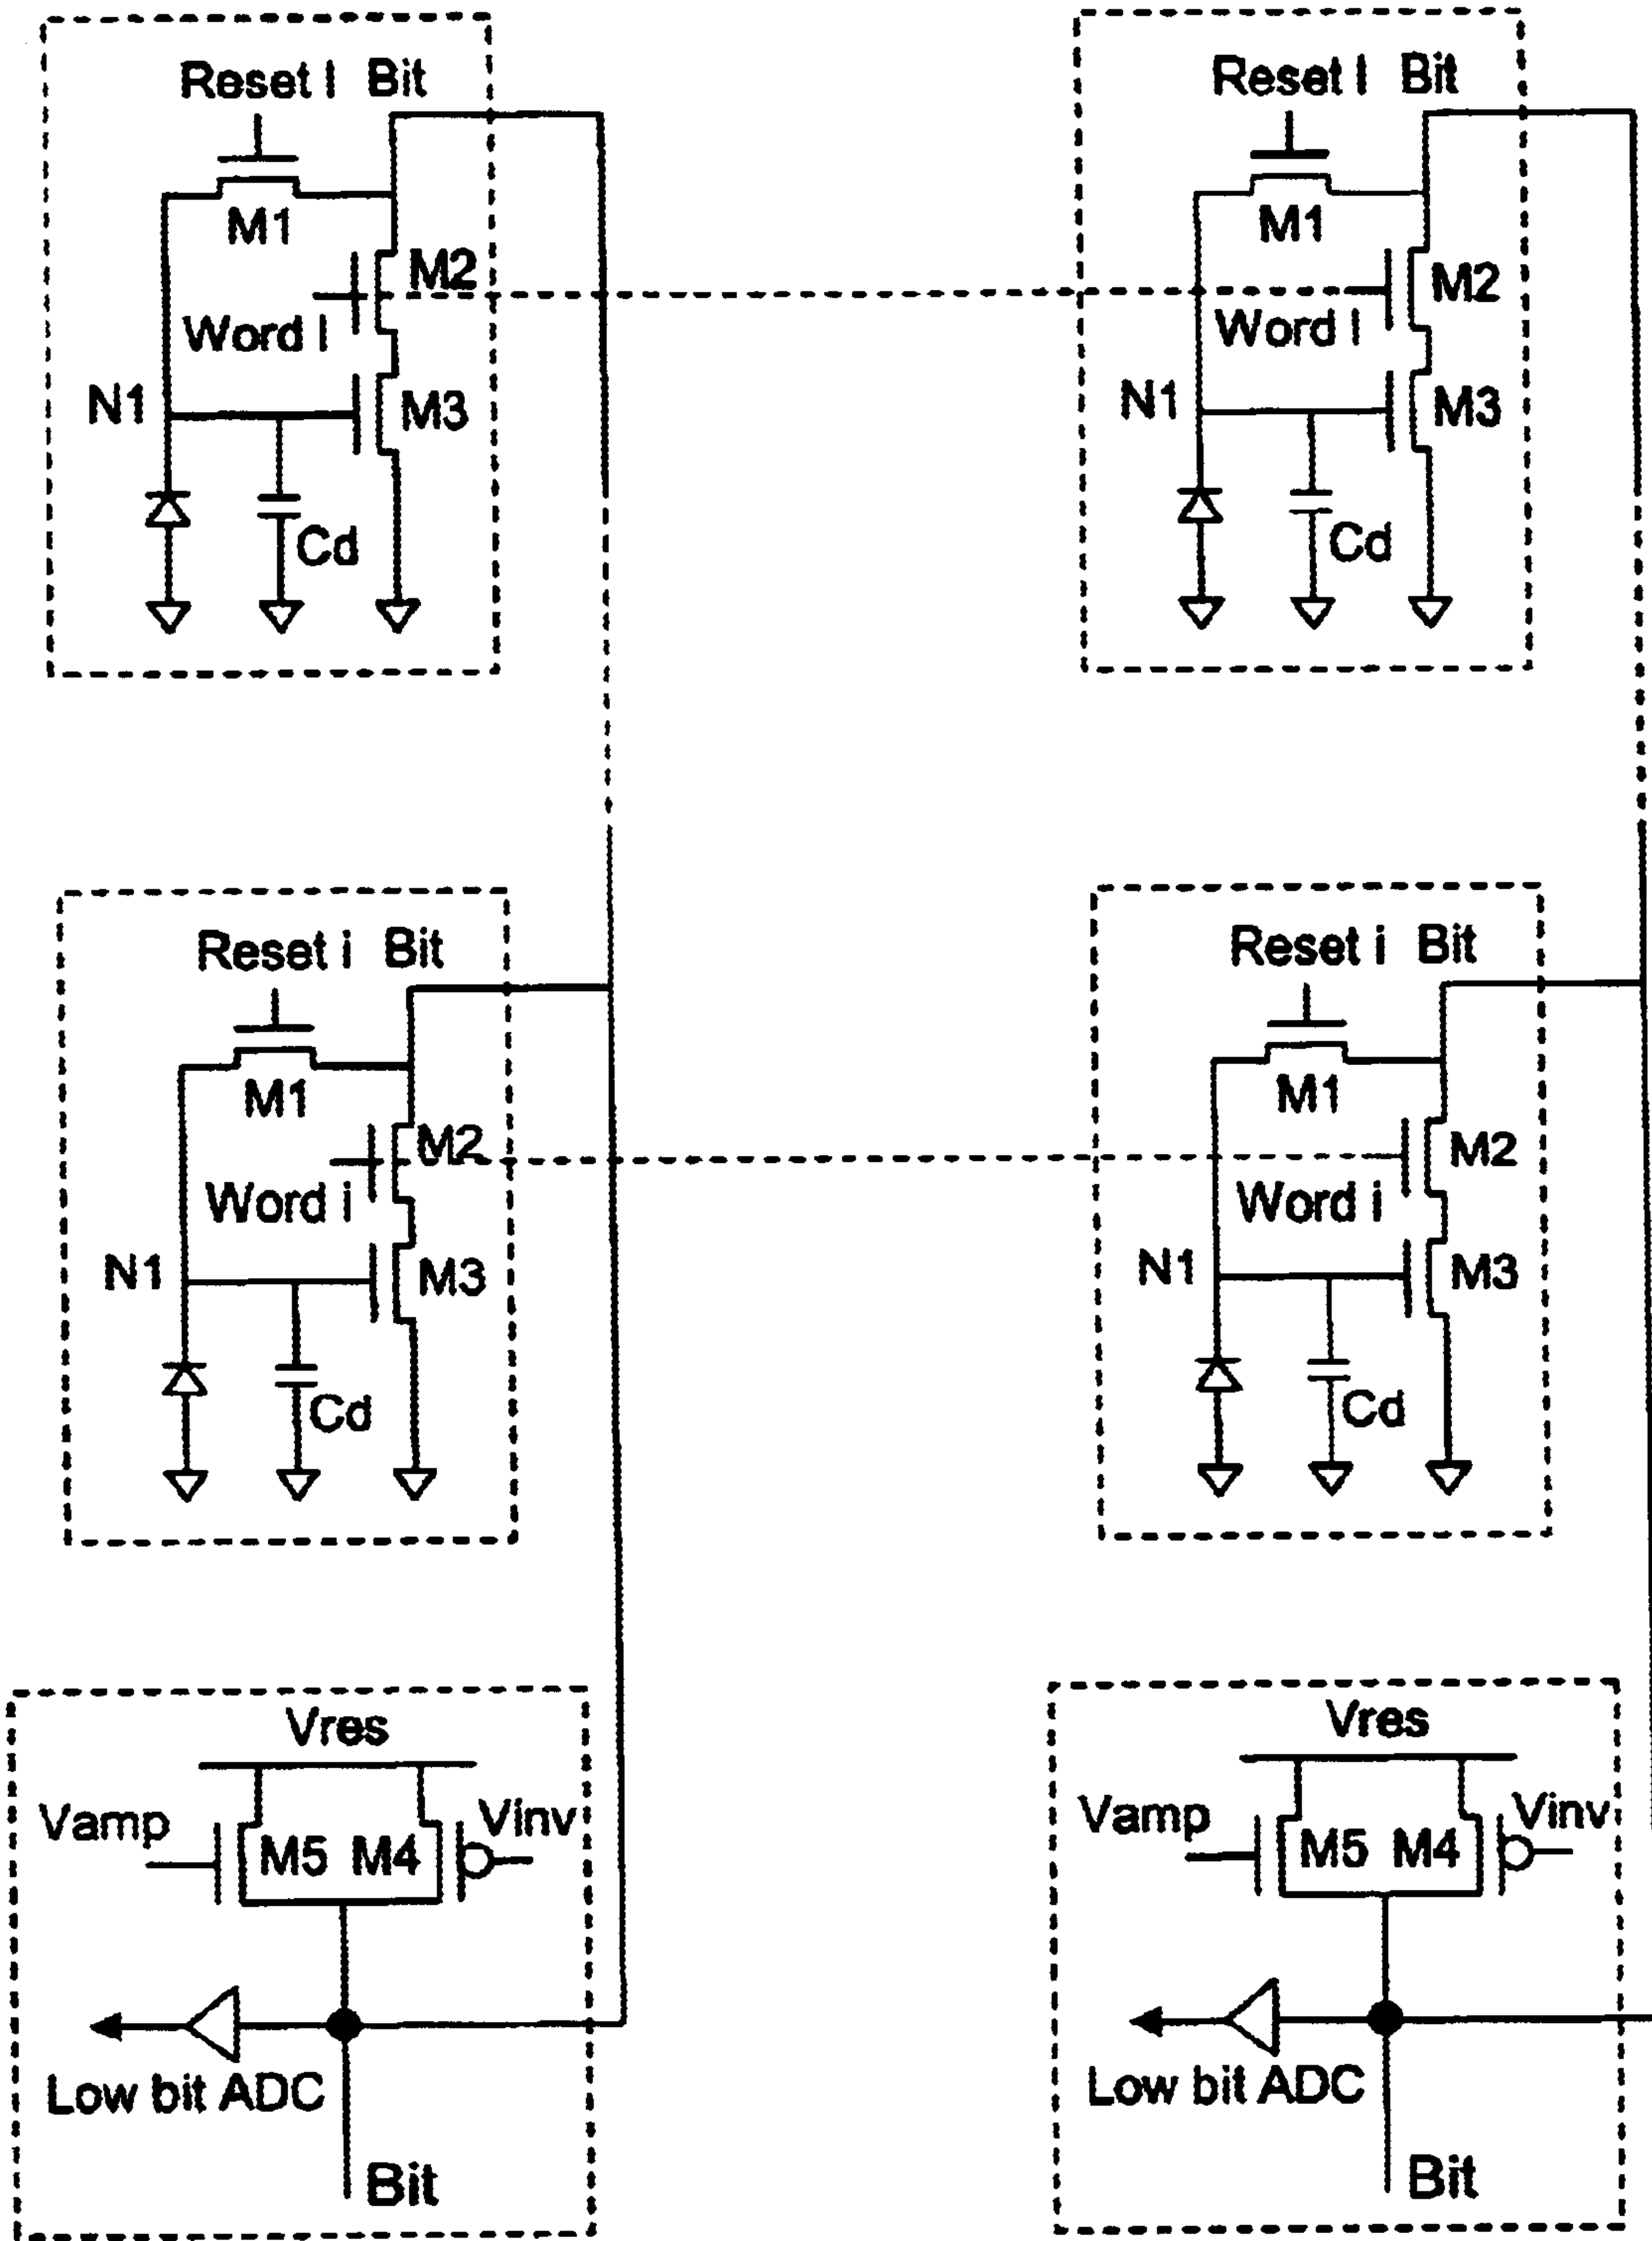 Reset I Bit
Reset I Bit
M1
M1
M2
M2
Word I
Word I
N1
M3
N1
M3
Cd
Cd
Reset i Bit
Reset i Bit
M1
M1
M2
M2
Word i
Word i
N1
M3
N1
M3
Cd
Cd
Vres
Vres
Vamp
M5 M4
Vinv
Vamp
M5 M4
Vinv
Low bit ADC
Low bit ADC
Bit
Bit